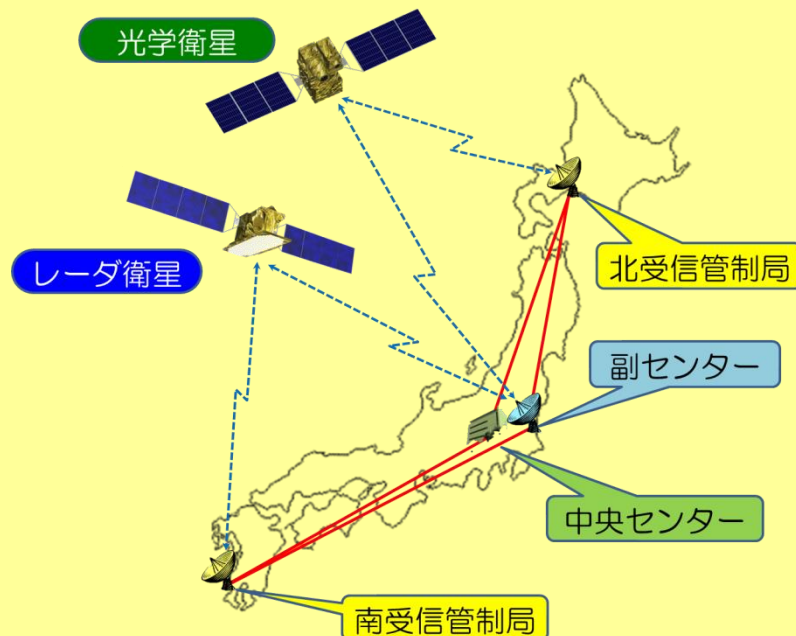 光学衛星
レーダ衛星
北受信管制局
副センター
中央センター
南受信管制局